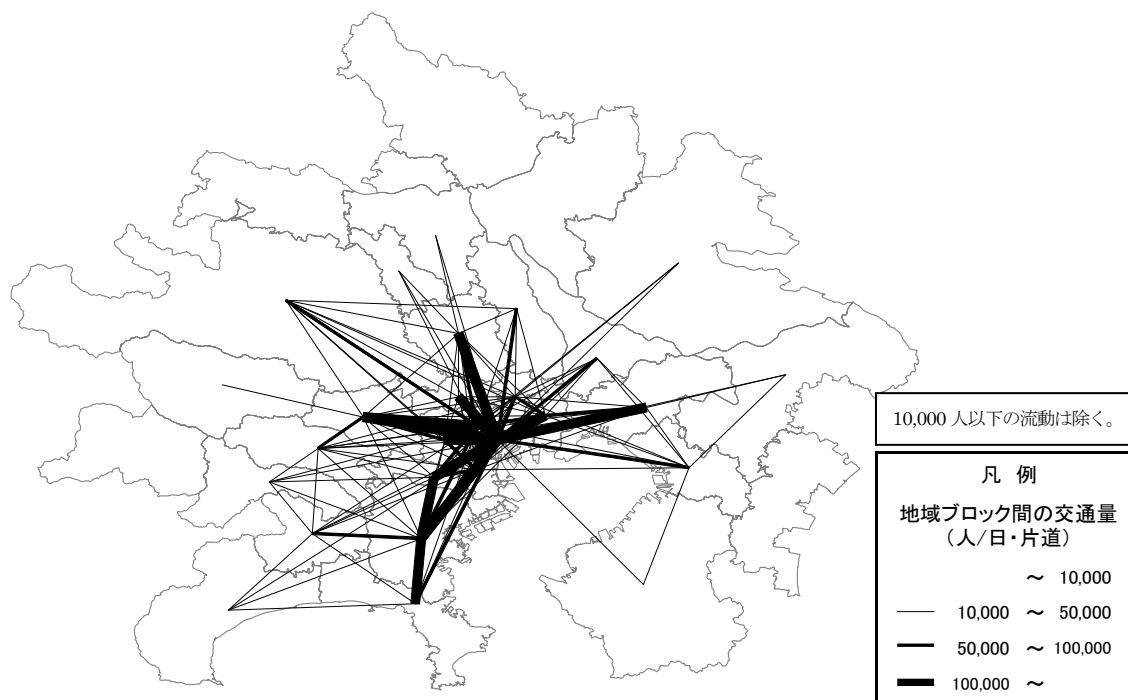 10,000 人以下の流動は除く。
凡 例
地域ブロック間の交通量
(人/日・片道)
～ 10,000
10,000 ～ 50,000
50,000 ～ 100,000
100,000 ～